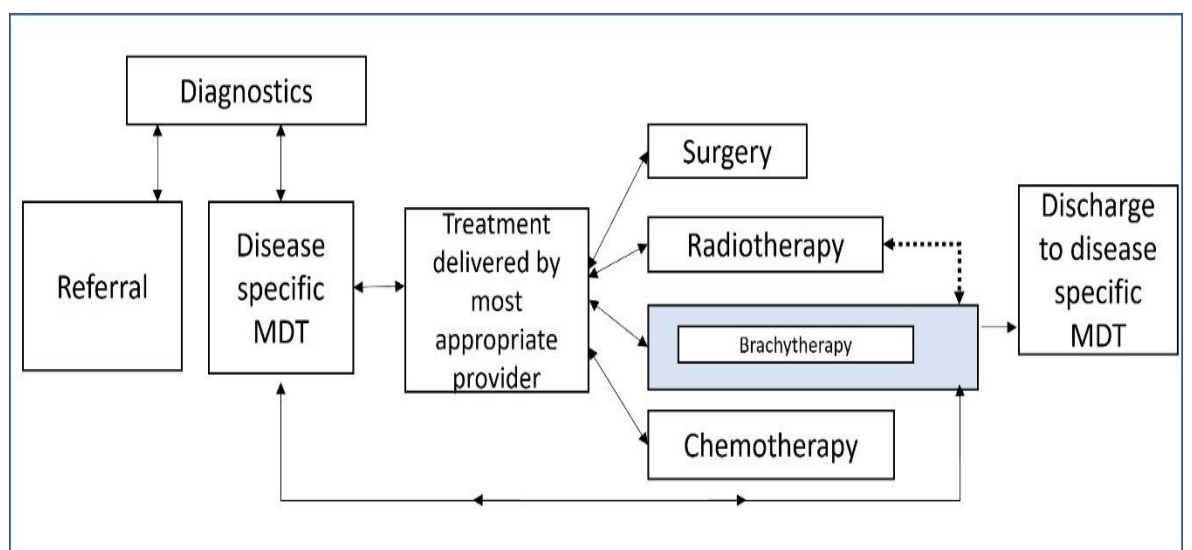 Diagnostics
Referral
Disease
specific
MDT
Treatment
delivered by
most
appropriate
provider
Surgery
Radiotherapy
Brachytherapy
Chemotherapy
Discharge
to disease
specific
MDT